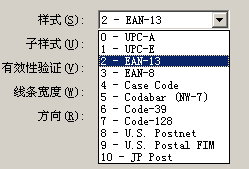 样式(S): 2 - EAN-13
0 - UPC-A
子样式(U): 1 - UPC-E
2 - EAN-13
有效性验证(V): 3 - EAN-8
4 - Case Code
线条宽度(W): 5 - Codabar (NW-7)
6 - Code-39
方向(R): 7 - Code-128
8 - U.S. Postnet
9 - U.S. Postal FIM
10 - JP Post